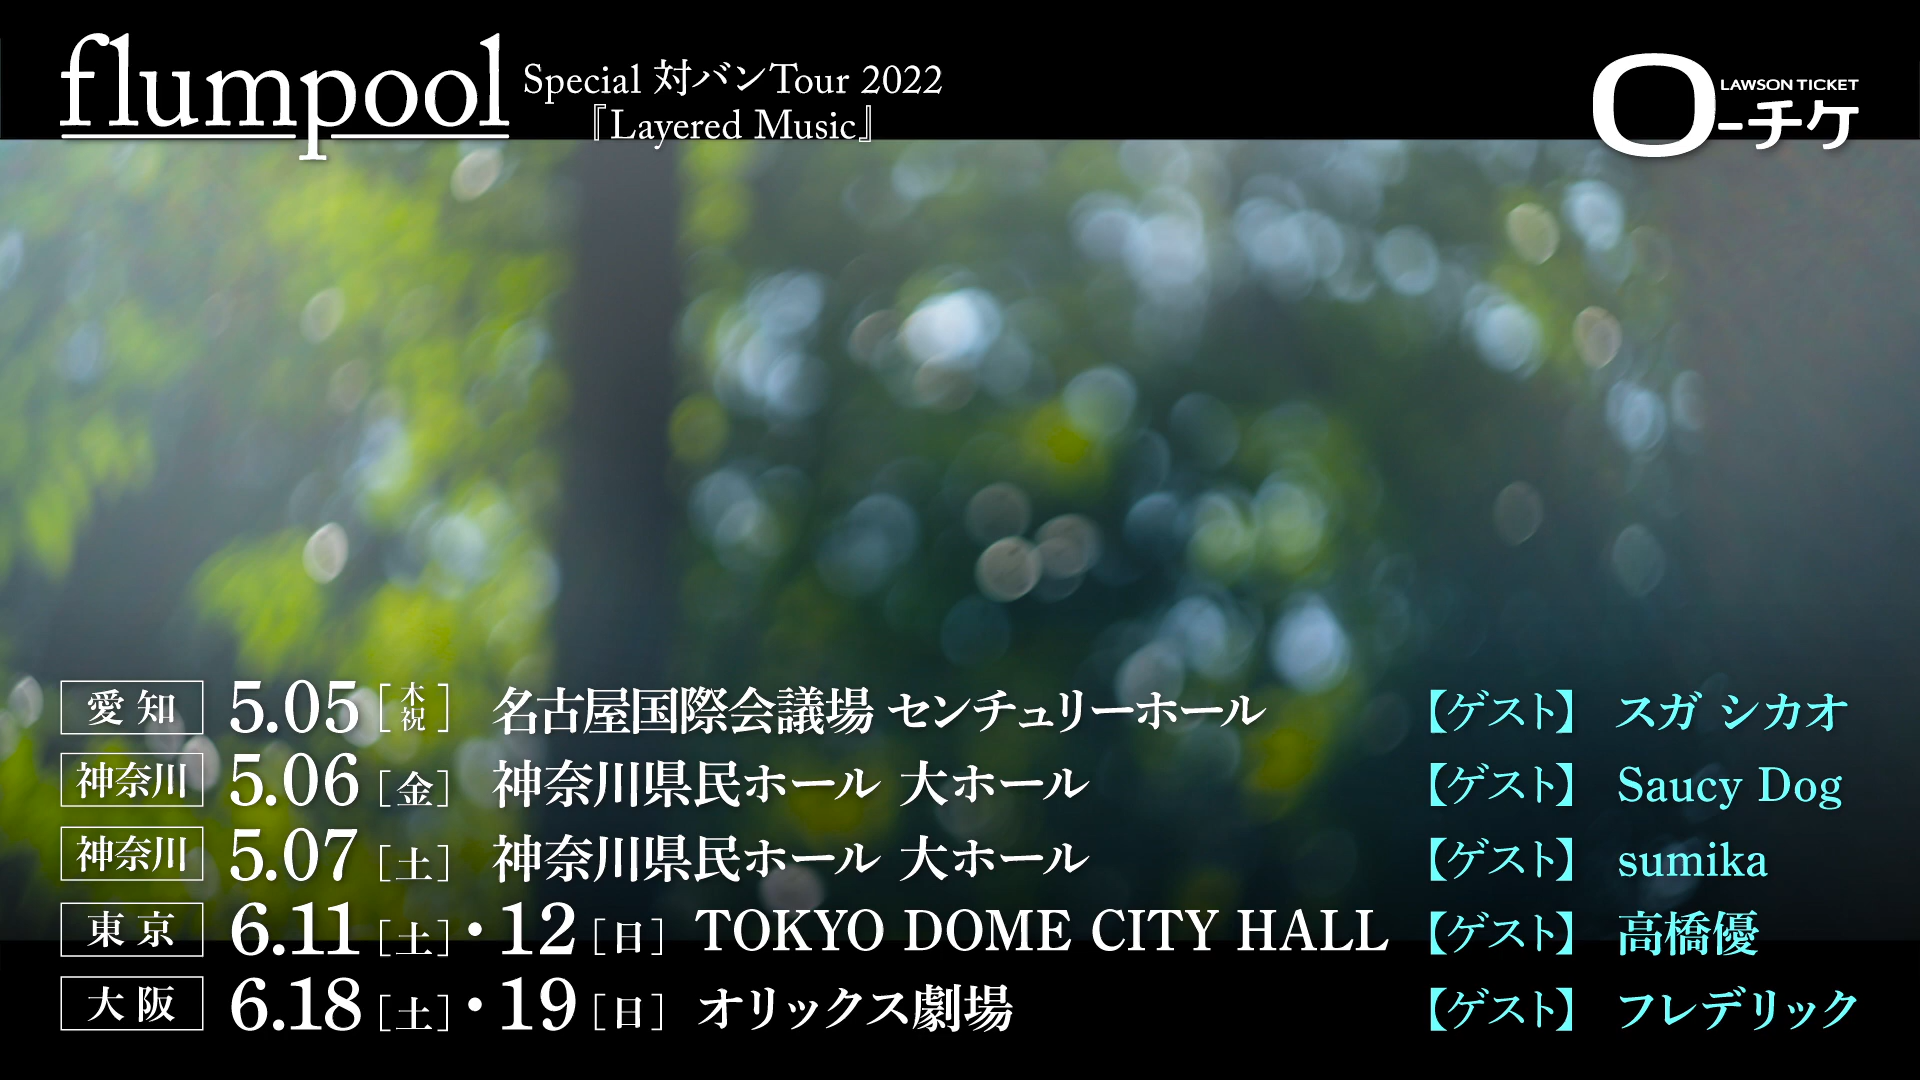 flumpool Special 対バンTour 2022
『Layered Music』
LAWSON TICKET
ローチケ
愛知 5.05［木祝］ 名古屋国際会議場 センチュリーホール 【ゲスト】 スガ シカオ
神奈川 5.06［金］ 神奈川県民ホール 大ホール 【ゲスト】 Saucy Dog
神奈川 5.07［土］ 神奈川県民ホール 大ホール 【ゲスト】 sumika
東京 6.11［土］・12［日］ TOKYO DOME CITY HALL 【ゲスト】 高橋優
大阪 6.18［土］・19［日］ オリックス劇場 【ゲスト】 フレデリック